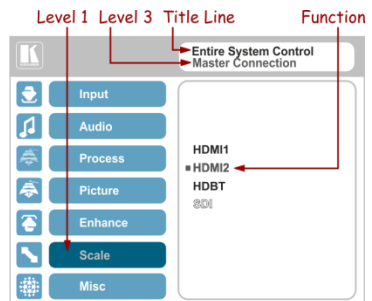 Level 1 Level 3 Title Line Function
Entire System Control
Master Connection
Input
Audio
Process
Picture
Enhance
Scale
Misc
HDMI1
HDMI2
HDBT
SDI